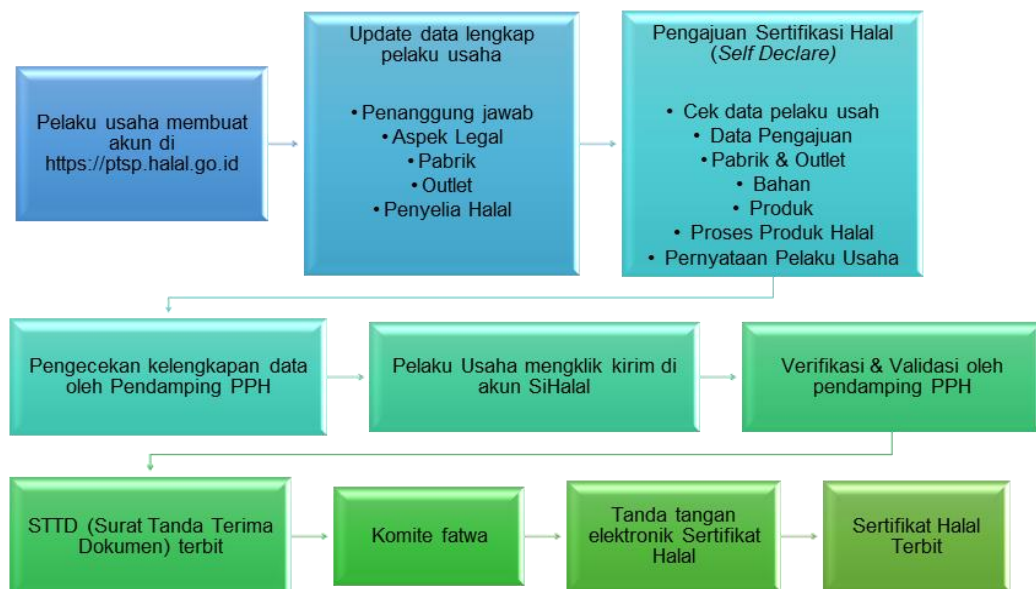 Pelaku usaha membuat
akun di
https://ptsp.halal.go.id
Update data lengkap
pelaku usaha
•Penanggung jawab
•Aspek Legal
•Pabrik
•Outlet
•Penyelia Halal
Pengajuan Sertifikasi Halal
(Self Declare)
• Cek data pelaku usah
• Data Pengajuan
•Pabrik & Outlet
• Bahan
• Produk
• Proses Produk Halal
• Pernyataan Pelaku Usaha
Pengecekan kelengkapan data
oleh Pendamping PPH
Pelaku Usaha mengklik kirim di
akun SiHalal
Verifikasi & Validasi oleh
pendamping PPH
STTD (Surat Tanda Terima
Dokumen) terbit
Komite fatwa
Tanda tangan
elektronik Sertifikat
Halal
Sertifikat Halal
Terbit